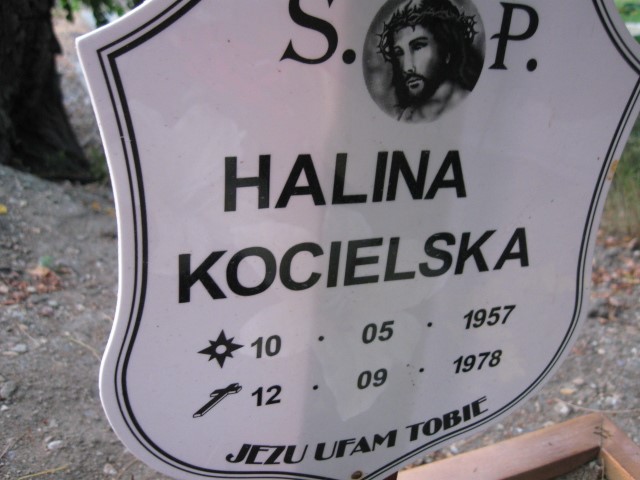 S. P.
HALINA
KOCIELSKA
10 · 05 · 1957
12 · 09 · 1978
JEZU UFAM TOBIE